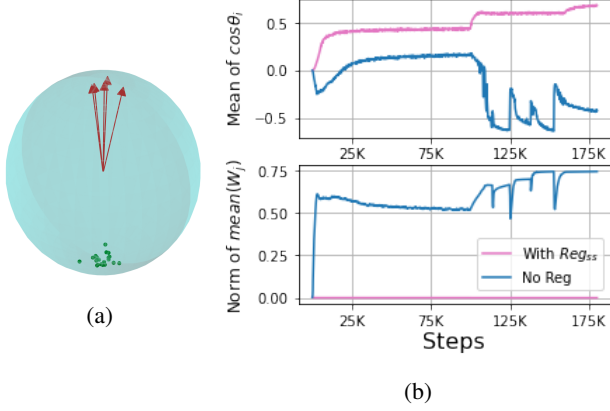 Mean of cosθi
0.5
0.0
−0.5
25K 75K 125K 175K
Norm of mean(Wj)
0.75
0.50
0.25
0.00
With Regss
No Reg
25K 75K 125K 175K
Steps
(a)
(b)